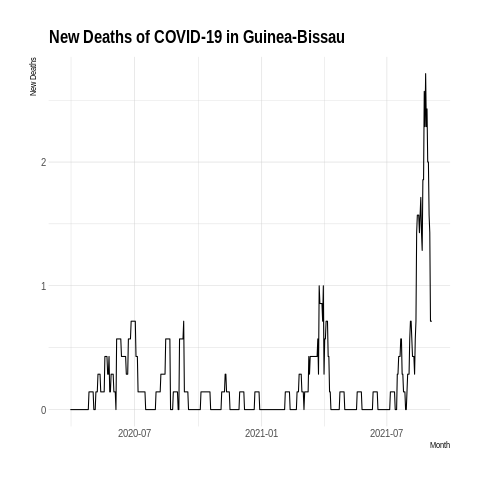 New Deaths of COVID-19 in Guinea-Bissau
New Deaths
2
1
0
2020-07 2021-01 2021-07
Month